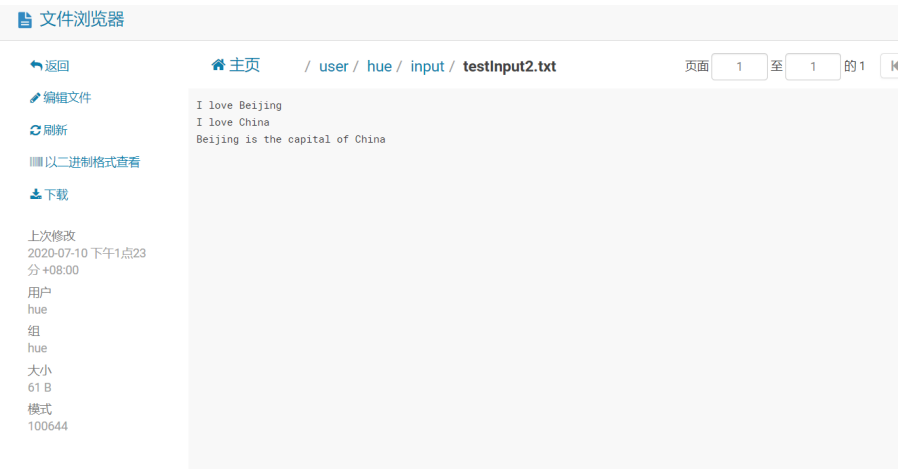 文件浏览器
返回
编辑文件
刷新
以二进制格式查看
下载
上次修改
2020-07-10 下午1点23
分 +08:00
用户
hue
组
hue
大小
61 B
模式
100644
主页 / user / hue / input / testInput2.txt
页面 1 至 1 的 1
I love Beijing
I love China
Beijing is the capital of China